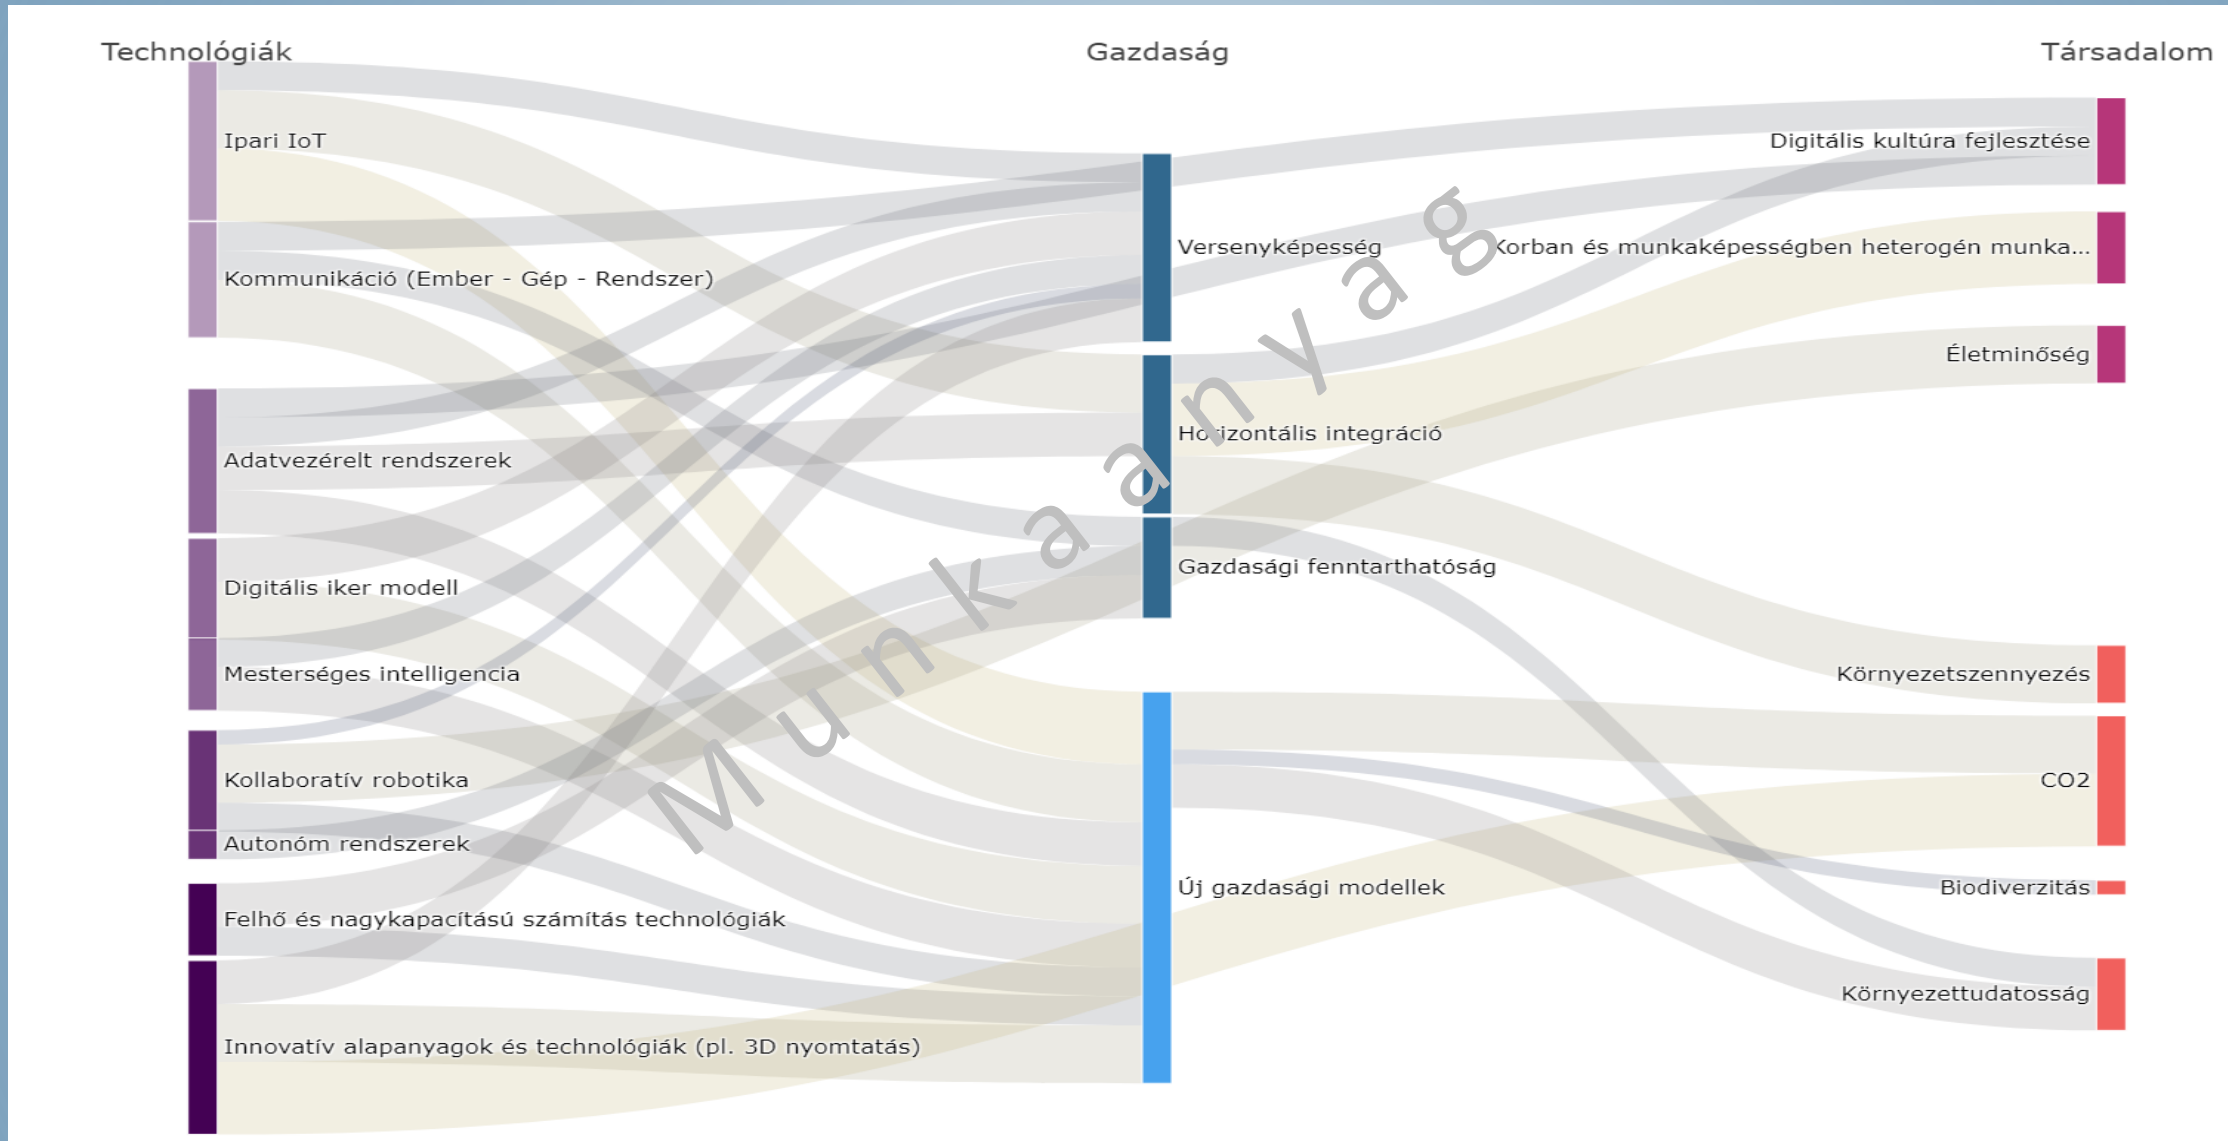 Technológiák
Gazdaság
Társadalom
Ipari IoT
Kommunikáció (Ember - Gép - Rendszer)
Adatvezérelt rendszerek
Digitális iker modell
Mesterséges intelligencia
Kollaboratív robotika
Autonóm rendszerek
Felhő és nagykapacítású számítás technológiák
Innovatív alapanyagok és technológiák (pl. 3D nyomtatás)
Versenyképesség
Horizontális integráció
Gazdasági fenntarthatóság
Új gazdasági modellek
Digitális kultúra fejlesztése
Korban és munkaképességben heterogén munka...
Életminőség
Környezetszennyezés
CO2
Biodiverzitás
Környezettudatosság
Munkaanyag